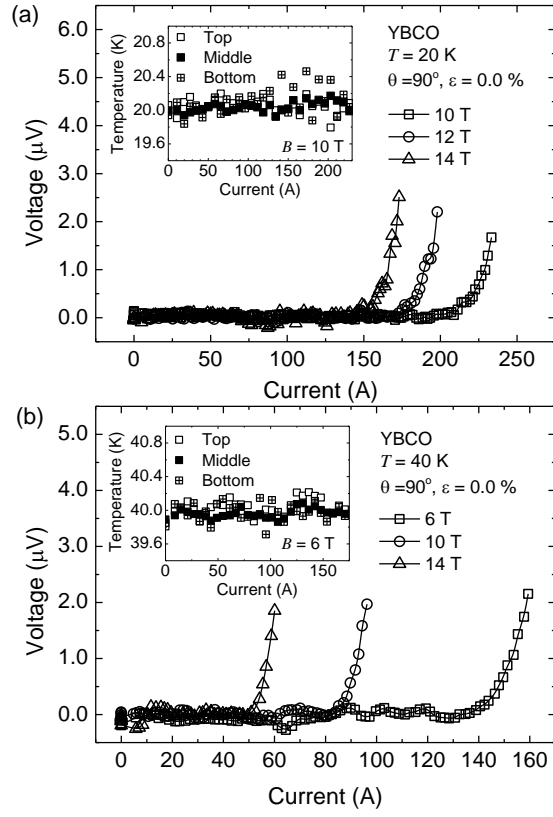 (a)
6.0
5.0
4.0
3.0
2.0
1.0
0.0
Voltage (μV)
0
50
100
150
200
250
Current (A)
YBCO
T = 20 K
θ =90°, ε = 0.0 %
10 T
12 T
14 T
20.8
20.4
20.0
19.6
Temperature (K)
Top
Middle
Bottom
B = 10 T
0
50
100
150
200
Current (A)
(b)
5.0
4.0
3.0
2.0
1.0
0.0
Voltage (μV)
0
20
40
60
80
100
120
140
160
Current (A)
YBCO
T = 40 K
θ =90°, ε = 0.0 %
6 T
10 T
14 T
40.8
40.4
40.0
39.6
Temperature (K)
Top
Middle
Bottom
B = 6 T
0
50
100
150
Current (A)